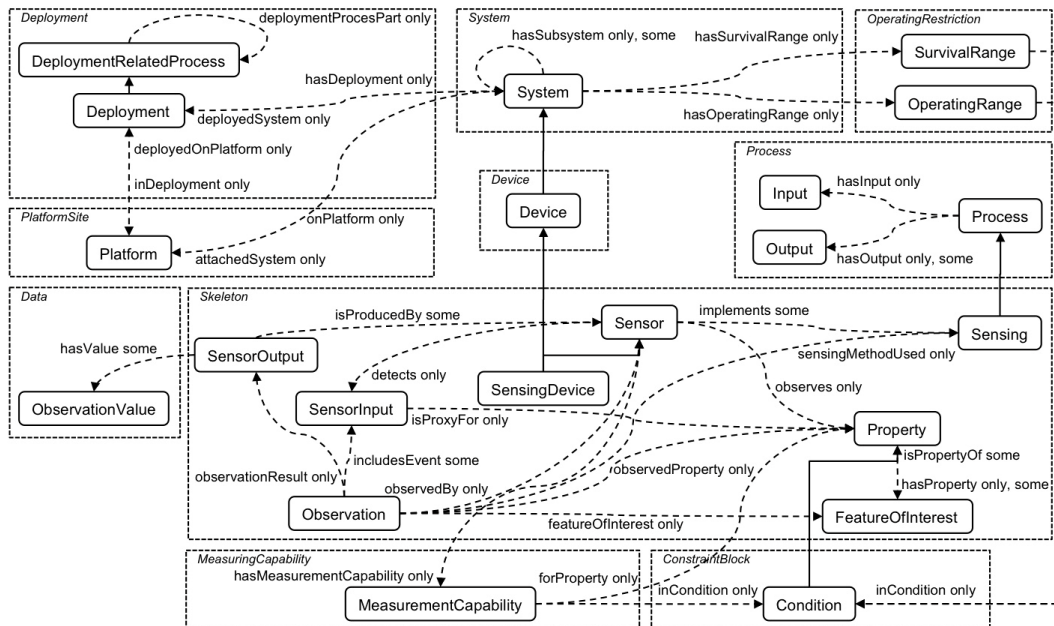 Deployment
deploymentProcesPart only
DeploymentRelatedProcess
hasDeployment only
Deployment
deployedSystem only
deployedOnPlatform only
inDeployment only
System
hasSubsystem only, some
hasSurvivalRange only
System
hasOperatingRange only
OperatingRestriction
SurvivalRange
OperatingRange
PlatformSite
onPlatform only
Platform
attachedSystem only
Device
Device
Process
Input
hasInput only
Process
Output
hasOutput only, some
Data
hasValue some
ObservationValue
Skeleton
isProducedBy some
Sensor
implements some
SensorOutput
Sensing
sensingMethodUsed only
detects only
SensingDevice
observes only
SensorInput
isProxyFor only
Property
isPropertyOf some
includesEvent some
observedProperty only
observationResult only
observedBy only
hasProperty only, some
Observation
featureOfInterest only
FeatureOfInterest
MeasuringCapability
hasMeasurementCapability only
forProperty only
MeasurementCapability
ConstraintBlock
inCondition only
Condition
inCondition only